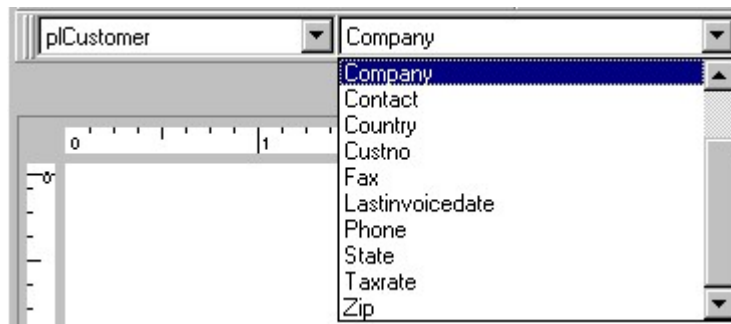 plCustomer Company
Company
Contact
Country
Custno
Fax
Lastinvoicedate
Phone
State
Taxrate
Zip
0 1
0